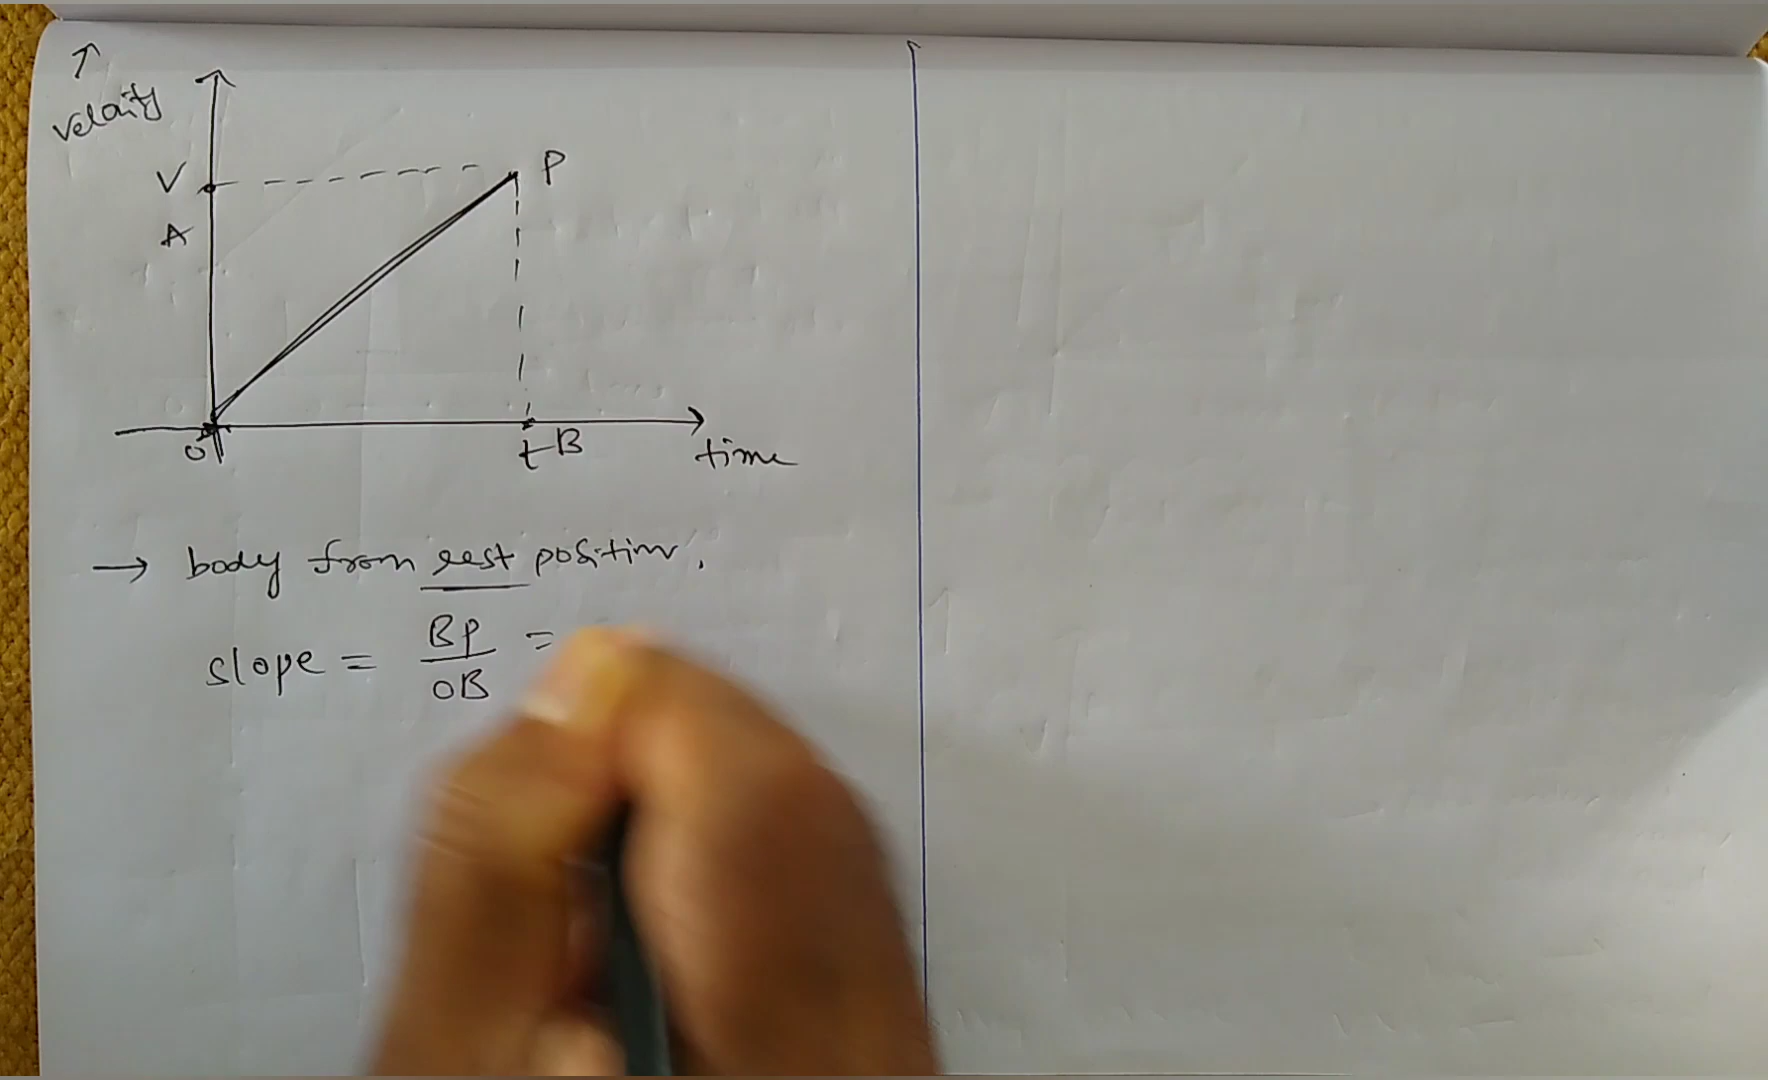 ↑
velocity
V
P
A
O
t B
time
→ body from rest position.
slope = BP/OB =